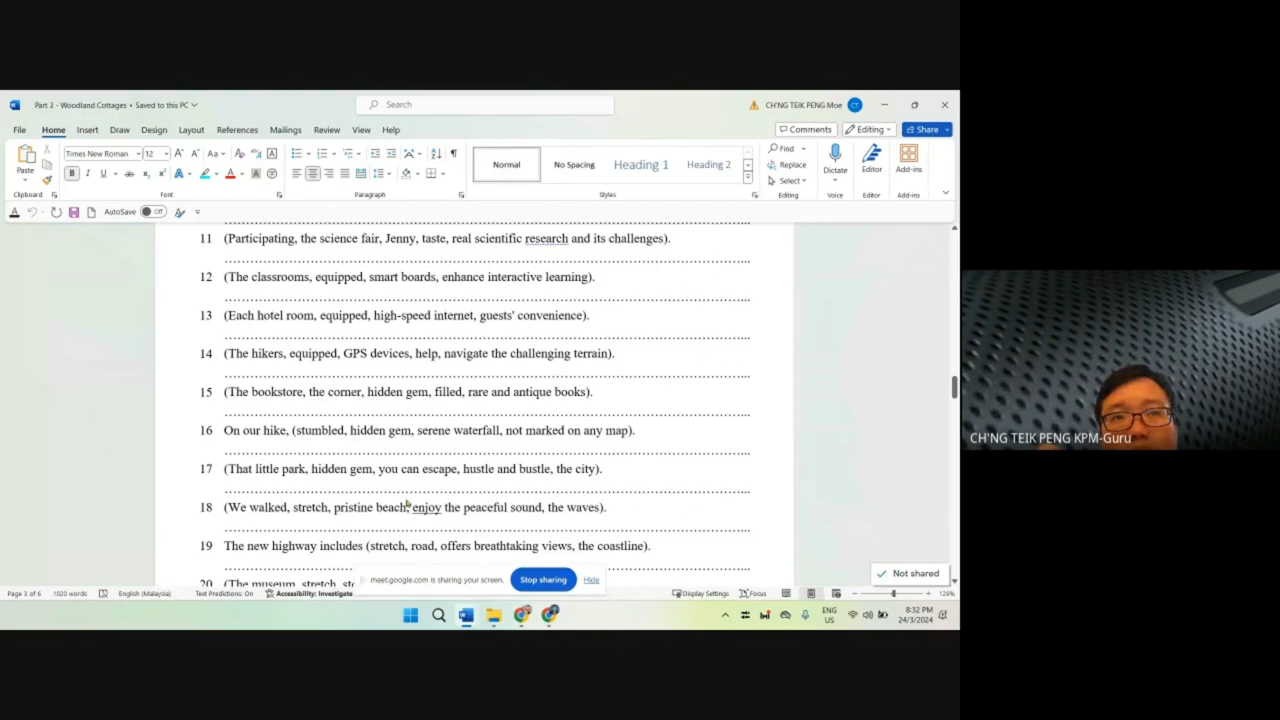 Part 3 - Woodland Cottages • Saved to this PC
Search
CH'NG TEIK PENG Moe
CT
File Home Insert Draw Design Layout References Mailings Review View Help
Comments
Editing
Share
Paste
Times New Roman
12
Normal
No Spacing
Heading 1
Heading 2
Find
Replace
Select
Dictate
Editor
Add-ins
Clipboard
Font
Paragraph
Styles
Editing
Voice
Editor
Add-ins
AutoSave Off
11 (Participating, the science fair, Jenny, taste, real scientific research and its challenges).
12 (The classrooms, equipped, smart boards, enhance interactive learning).
13 (Each hotel room, equipped, high-speed internet, guests' convenience).
14 (The hikers, equipped, GPS devices, help, navigate the challenging terrain).
15 (The bookstore, the corner, hidden gem, filled, rare and antique books).
16 On our hike, (stumbled, hidden gem, serene waterfall, not marked on any map).
17 (That little park, hidden gem, you can escape, hustle and bustle, the city).
18 (We walked, stretch, pristine beach, enjoy the peaceful sound, the waves).
19 The new highway includes (stretch, road, offers breathtaking views, the coastline).
20 (The museum, stretch,
meet.google.com is sharing your screen.
Stop sharing
Hide
Not shared
Page 3 of 6
1020 words
English (Malaysia)
Text Predictions: On
Accessibility: Investigate
Display Settings
Focus
129%
ENG
US
8:32 PM
24/3/2024
CH'NG TEIK PENG KPM-Guru